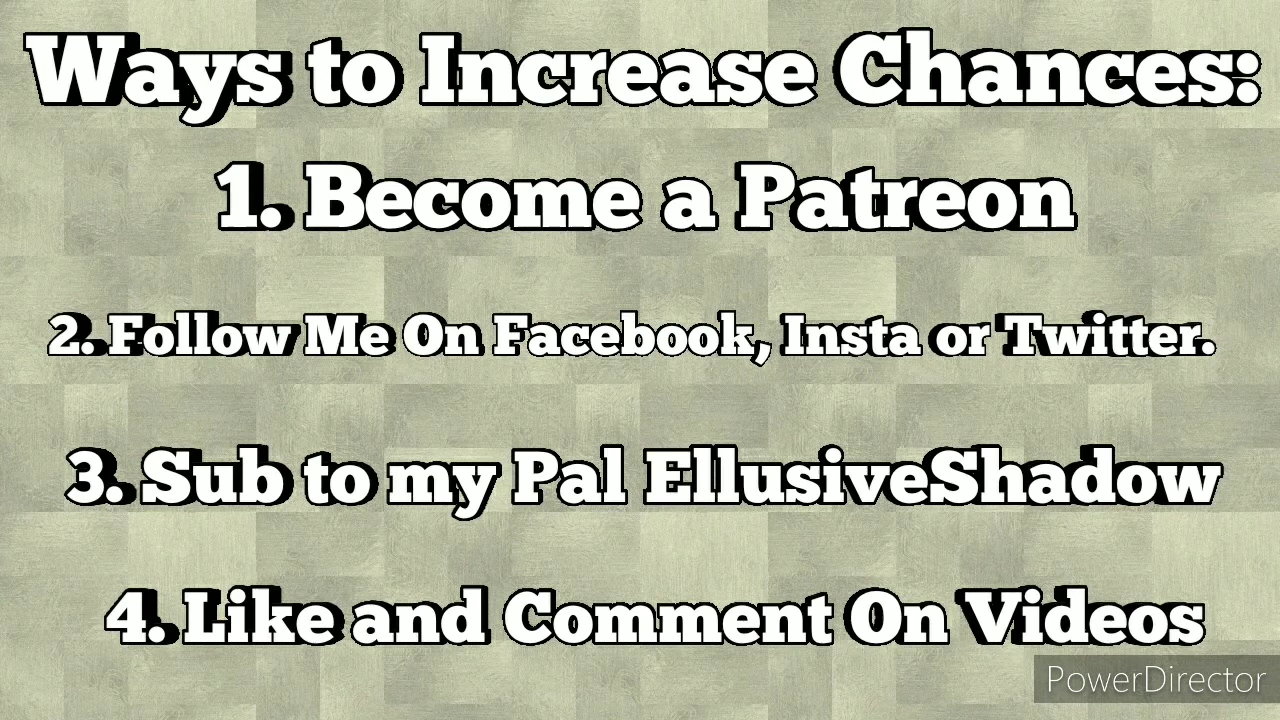 Ways to Increase Chances:
1. Become a Patreon
2. Follow Me On Facebook, Insta or Twitter.
3. Sub to my Pal EllusiveShadow
4. Like and Comment On Videos
PowerDirector